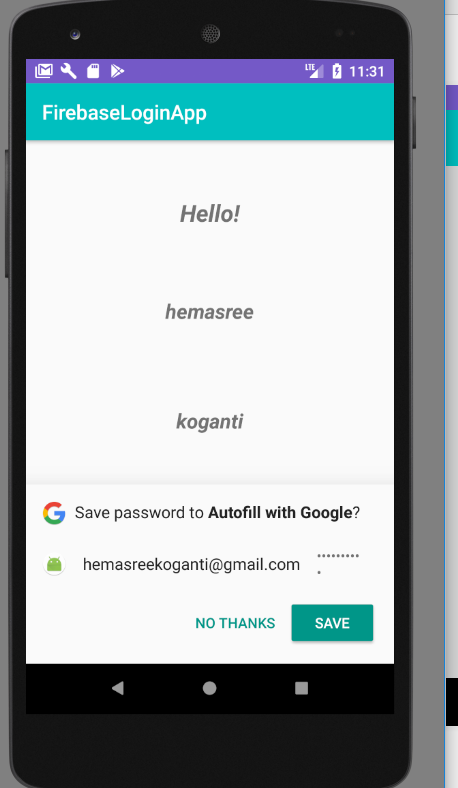 LTE 11:31
FirebaseLoginApp
Hello!
hemasree
koganti
Save password to Autofill with Google?
hemasreekoganti@gmail.com ••••••••••
NO THANKS SAVE